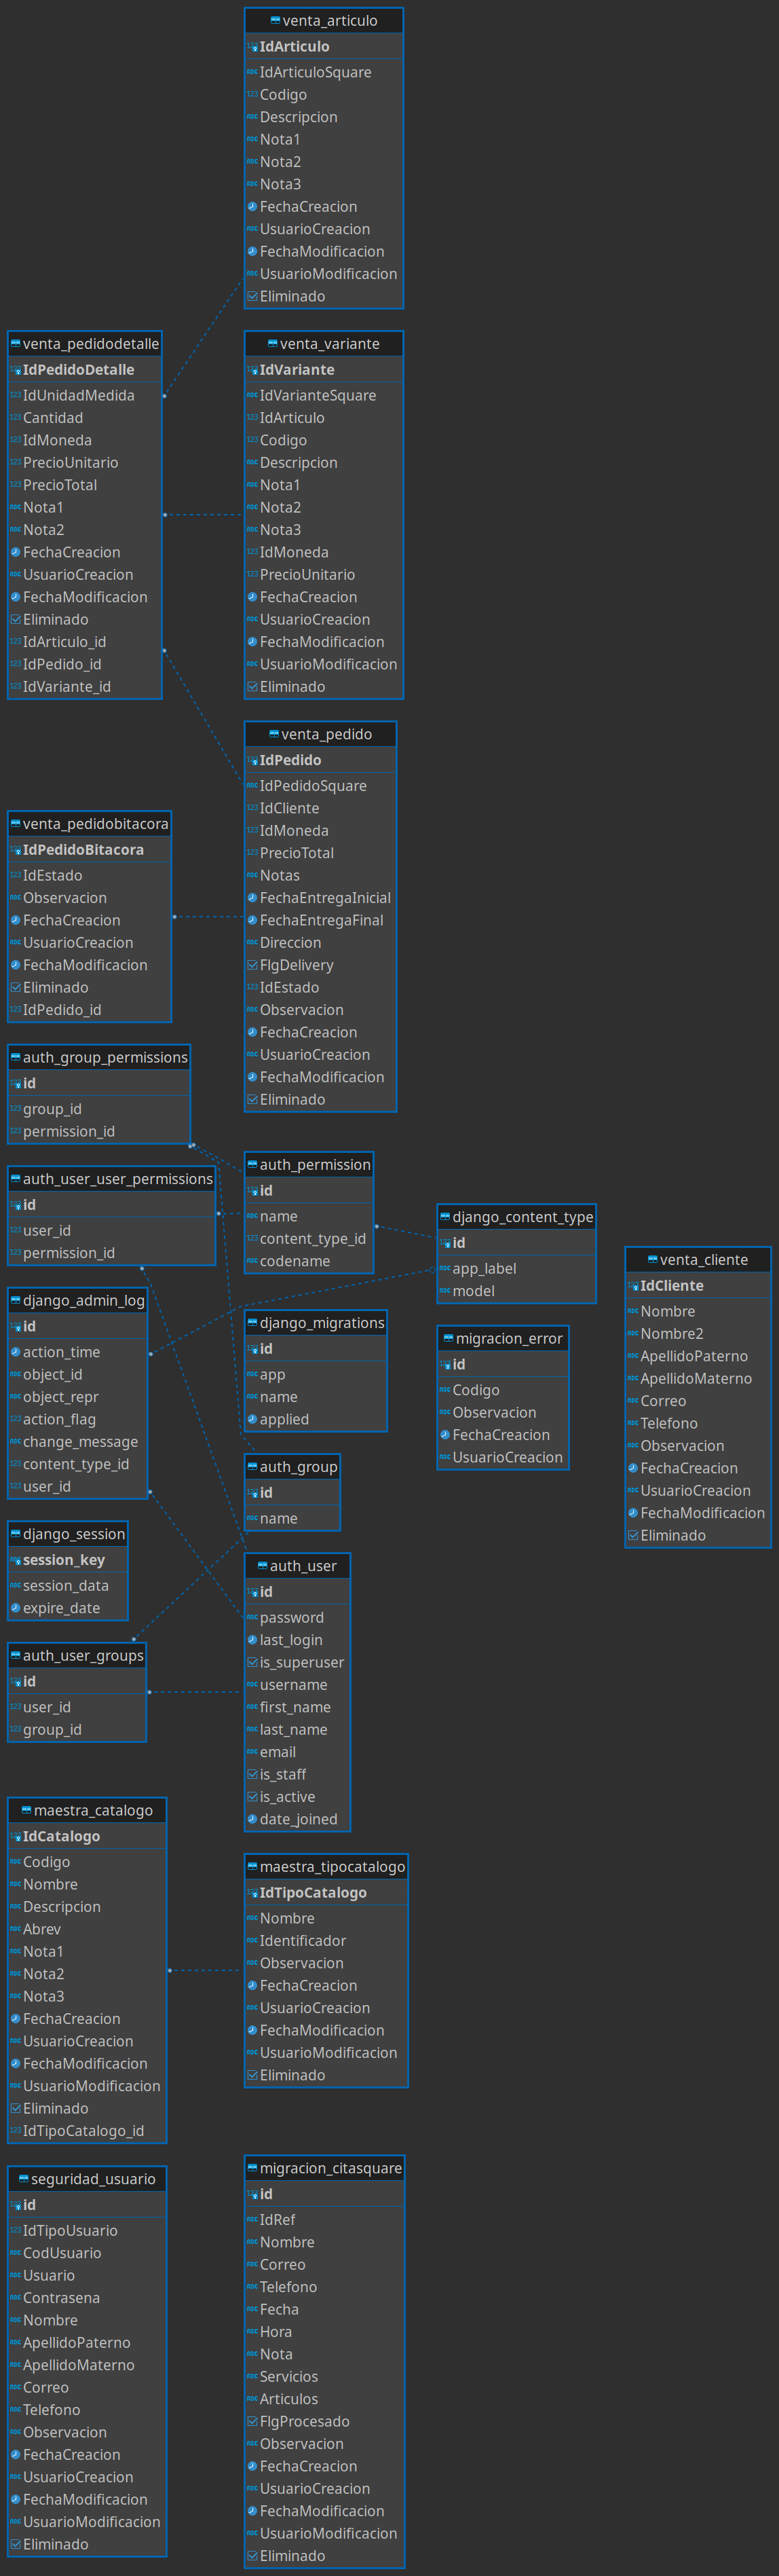 venta_articulo
IdArticulo
IdArticuloSquare
Codigo
Descripcion
Nota1
Nota2
Nota3
FechaCreacion
UsuarioCreacion
FechaModificacion
UsuarioModificacion
Eliminado
venta_pedidodetalle
IdPedidoDetalle
IdUnidadMedida
Cantidad
IdMoneda
PrecioUnitario
PrecioTotal
Nota1
Nota2
FechaCreacion
UsuarioCreacion
FechaModificacion
Eliminado
IdArticulo_id
IdPedido_id
IdVariante_id
venta_variante
IdVariante
IdVarianteSquare
IdArticulo
Codigo
Descripcion
Nota1
Nota2
Nota3
IdMoneda
PrecioUnitario
FechaCreacion
UsuarioCreacion
FechaModificacion
UsuarioModificacion
Eliminado
venta_pedido
IdPedido
IdPedidoSquare
IdCliente
IdMoneda
PrecioTotal
Notas
FechaEntregaInicial
FechaEntregaFinal
Direccion
FlgDelivery
IdEstado
Observacion
FechaCreacion
UsuarioCreacion
FechaModificacion
Eliminado
venta_pedidobitacora
IdPedidoBitacora
IdEstado
Observacion
FechaCreacion
UsuarioCreacion
FechaModificacion
Eliminado
IdPedido_id
auth_group_permissions
id
group_id
permission_id
auth_user_user_permissions
id
user_id
permission_id
auth_permission
id
name
content_type_id
codename
django_content_type
id
app_label
model
venta_cliente
IdCliente
Nombre
Nombre2
ApellidoPaterno
ApellidoMaterno
Correo
Telefono
Observacion
FechaCreacion
UsuarioCreacion
FechaModificacion
Eliminado
django_admin_log
id
action_time
object_id
object_repr
action_flag
change_message
content_type_id
user_id
django_migrations
id
app
name
applied
migracion_error
id
Codigo
Observacion
FechaCreacion
UsuarioCreacion
auth_group
id
name
django_session
session_key
session_data
expire_date
auth_user
id
password
last_login
is_superuser
username
first_name
last_name
email
is_staff
is_active
date_joined
auth_user_groups
id
user_id
group_id
maestra_catalogo
IdCatalogo
Codigo
Nombre
Descripcion
Abrev
Nota1
Nota2
Nota3
FechaCreacion
UsuarioCreacion
FechaModificacion
UsuarioModificacion
Eliminado
IdTipoCatalogo_id
maestra_tipocatalogo
IdTipoCatalogo
Nombre
Identificador
Observacion
FechaCreacion
UsuarioCreacion
FechaModificacion
UsuarioModificacion
Eliminado
seguridad_usuario
id
IdTipoUsuario
CodUsuario
Usuario
Contrasena
Nombre
ApellidoPaterno
ApellidoMaterno
Correo
Telefono
Observacion
FechaCreacion
UsuarioCreacion
FechaModificacion
UsuarioModificacion
Eliminado
migracion_citasquare
id
IdRef
Nombre
Correo
Telefono
Fecha
Hora
Nota
Servicios
Articulos
FlgProcesado
Observacion
FechaCreacion
UsuarioCreacion
FechaModificacion
UsuarioModificacion
Eliminado